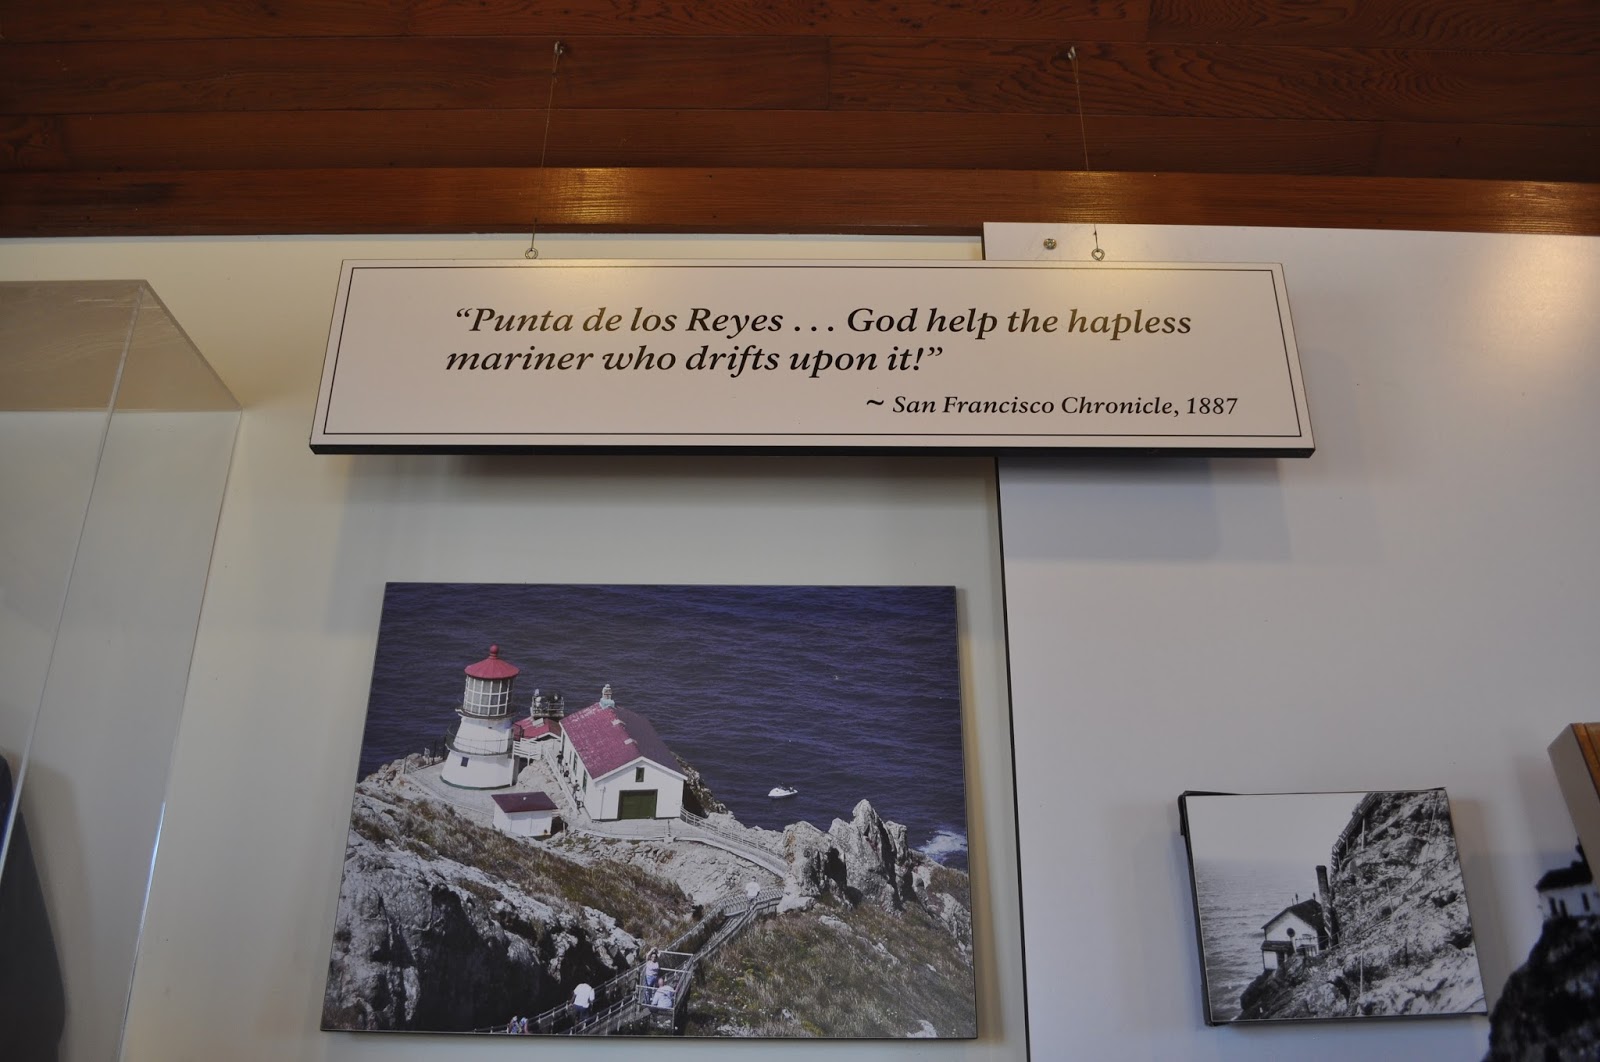 “Punta de los Reyes . . . God help the hapless
mariner who drifts upon it!”
~ San Francisco Chronicle, 1887